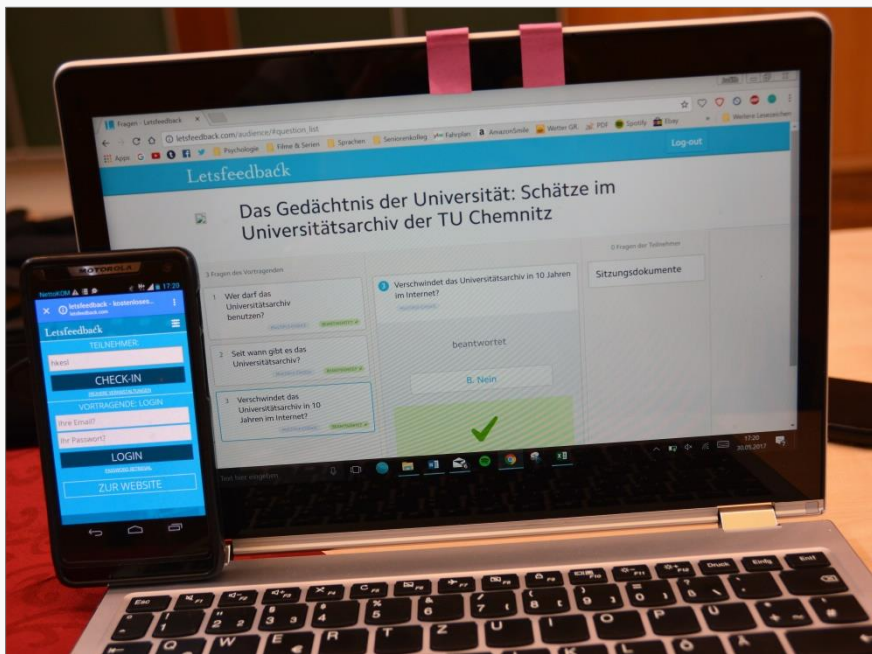 Fragen - Letsfeedback
letsfeedback.com/audience/#question_list
Apps
Psychologie
Filme & Serien
Sprachen
Seniorenkolleg
Fahrplan
AmazonSmile
Wetter GR.
PDF
Spotify
Ebay
Weitere Lesezeichen
Letsfeedback
Log-out
Das Gedächtnis der Universität: Schätze im
Universitätsarchiv der TU Chemnitz
3 Fragen des Vortragenden
1 Wer darf das
Universitätsarchiv
benutzen?
2 Seit wann gibt es das
Universitätsarchiv?
3 Verschwindet das
Universitätsarchiv in 10
Jahren im Internet?
3 Verschwindet das Universitätsarchiv in 10 Jahren
im Internet?
beantwortet
B. Nein
0 Fragen der Teilnehmer
Sitzungsdokumente
Text hier eingeben
17:20
30.05.2017
MOTOROLA
17:20
letsfeedback - kostenloses...
letsfeedback.com
Letsfeedback
TEILNEHMER:
CHECK-IN
VORTRAGENDE: LOGIN
Ihre Email?
Ihr Passwort?
LOGIN
ZUR WEBSITE
Esc
Druck
Einfg
Entf
Q W E R T Z U I O P Ü